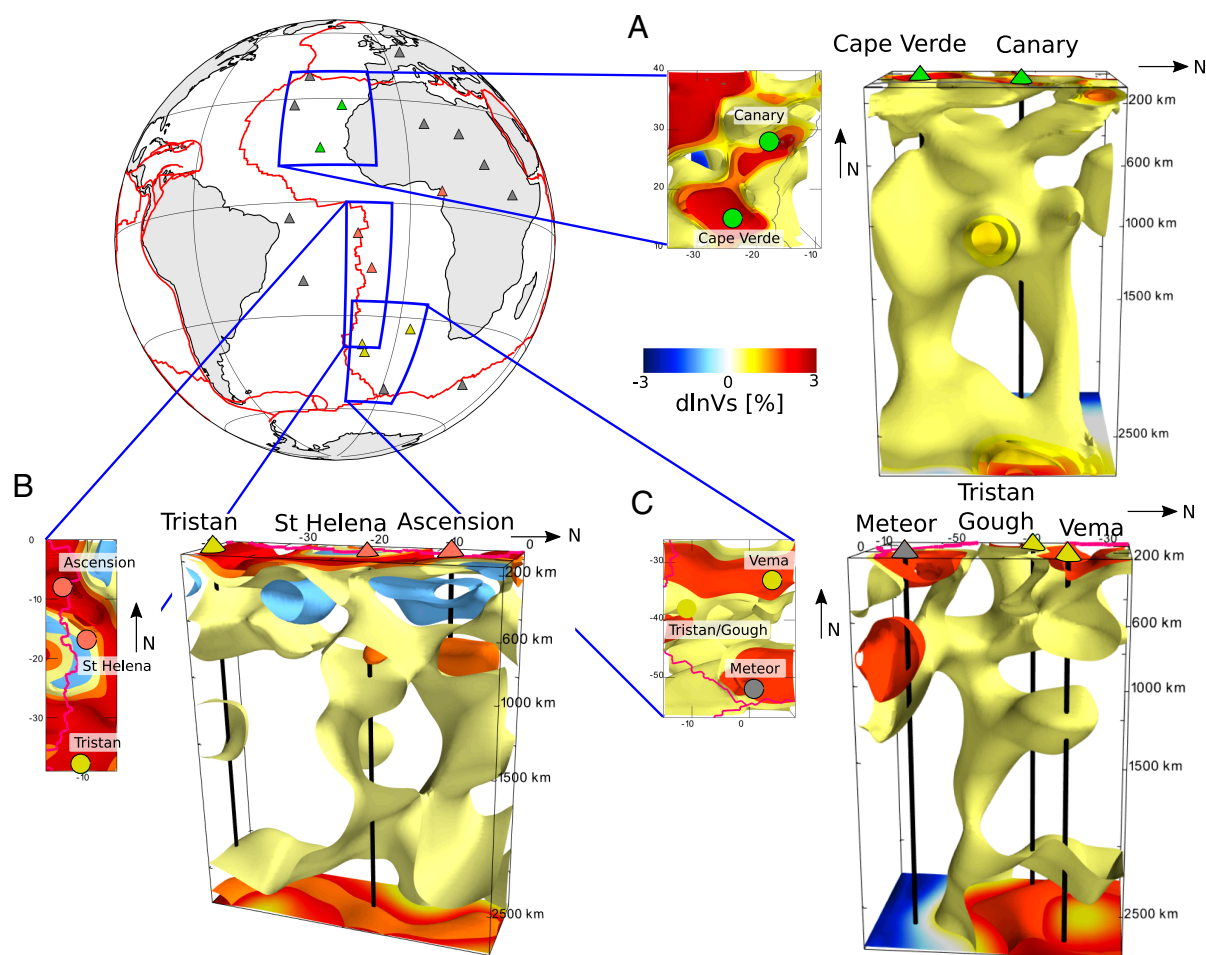 A
Cape Verde
Canary
N
200 km
600 km
1000 km
1500 km
2500 km
40
30
20
10
-30
-20
-10
Canary
Cape Verde
N
-3
0
3
dlnVs [%]
B
0
-10
-20
-30
-10
Ascension
St Helena
Tristan
N
Tristan
St Helena
Ascension
N
-30
-20
-10
0
200 km
600 km
1000 km
1500 km
2500 km
C
-30
-40
-50
-10
0
Vema
Tristan/Gough
Meteor
N
Meteor
Tristan
Gough
Vema
N
0
-10
-50
-30
200 km
600 km
1000 km
1500 km
2500 km